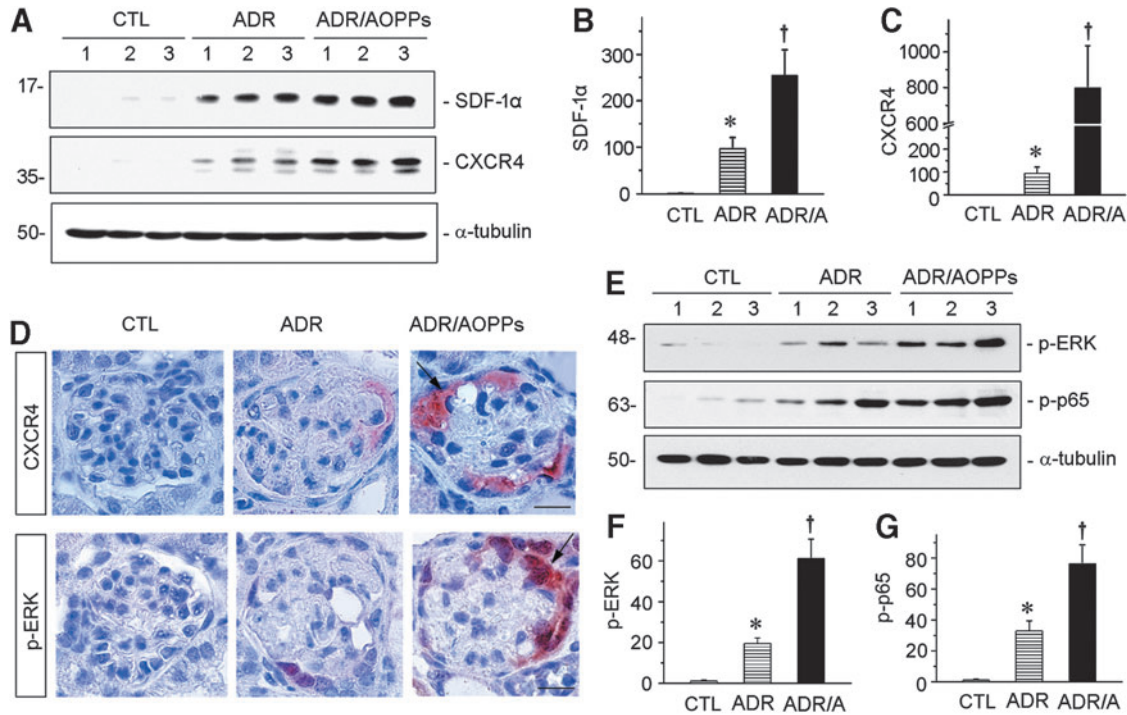 A
CTL ADR ADR/AOPPs
1 2 3 1 2 3 1 2 3
17- - SDF-1α
- CXCR4
35-
50- - α-tubulin
B
†
300
SDF-1α
200
*
100
0
CTL ADR ADR/A
C
1000
†
800
CXCR4
600
200
*
100
0
CTL ADR ADR/A
D
CTL ADR ADR/AOPPs
CXCR4
p-ERK
E
CTL ADR ADR/AOPPs
1 2 3 1 2 3 1 2 3
48- - p-ERK
63- - p-p65
50- - α-tubulin
F
†
60
p-ERK
40
20
*
0
CTL ADR ADR/A
G
†
80
p-p65
60
40
*
20
0
CTL ADR ADR/A